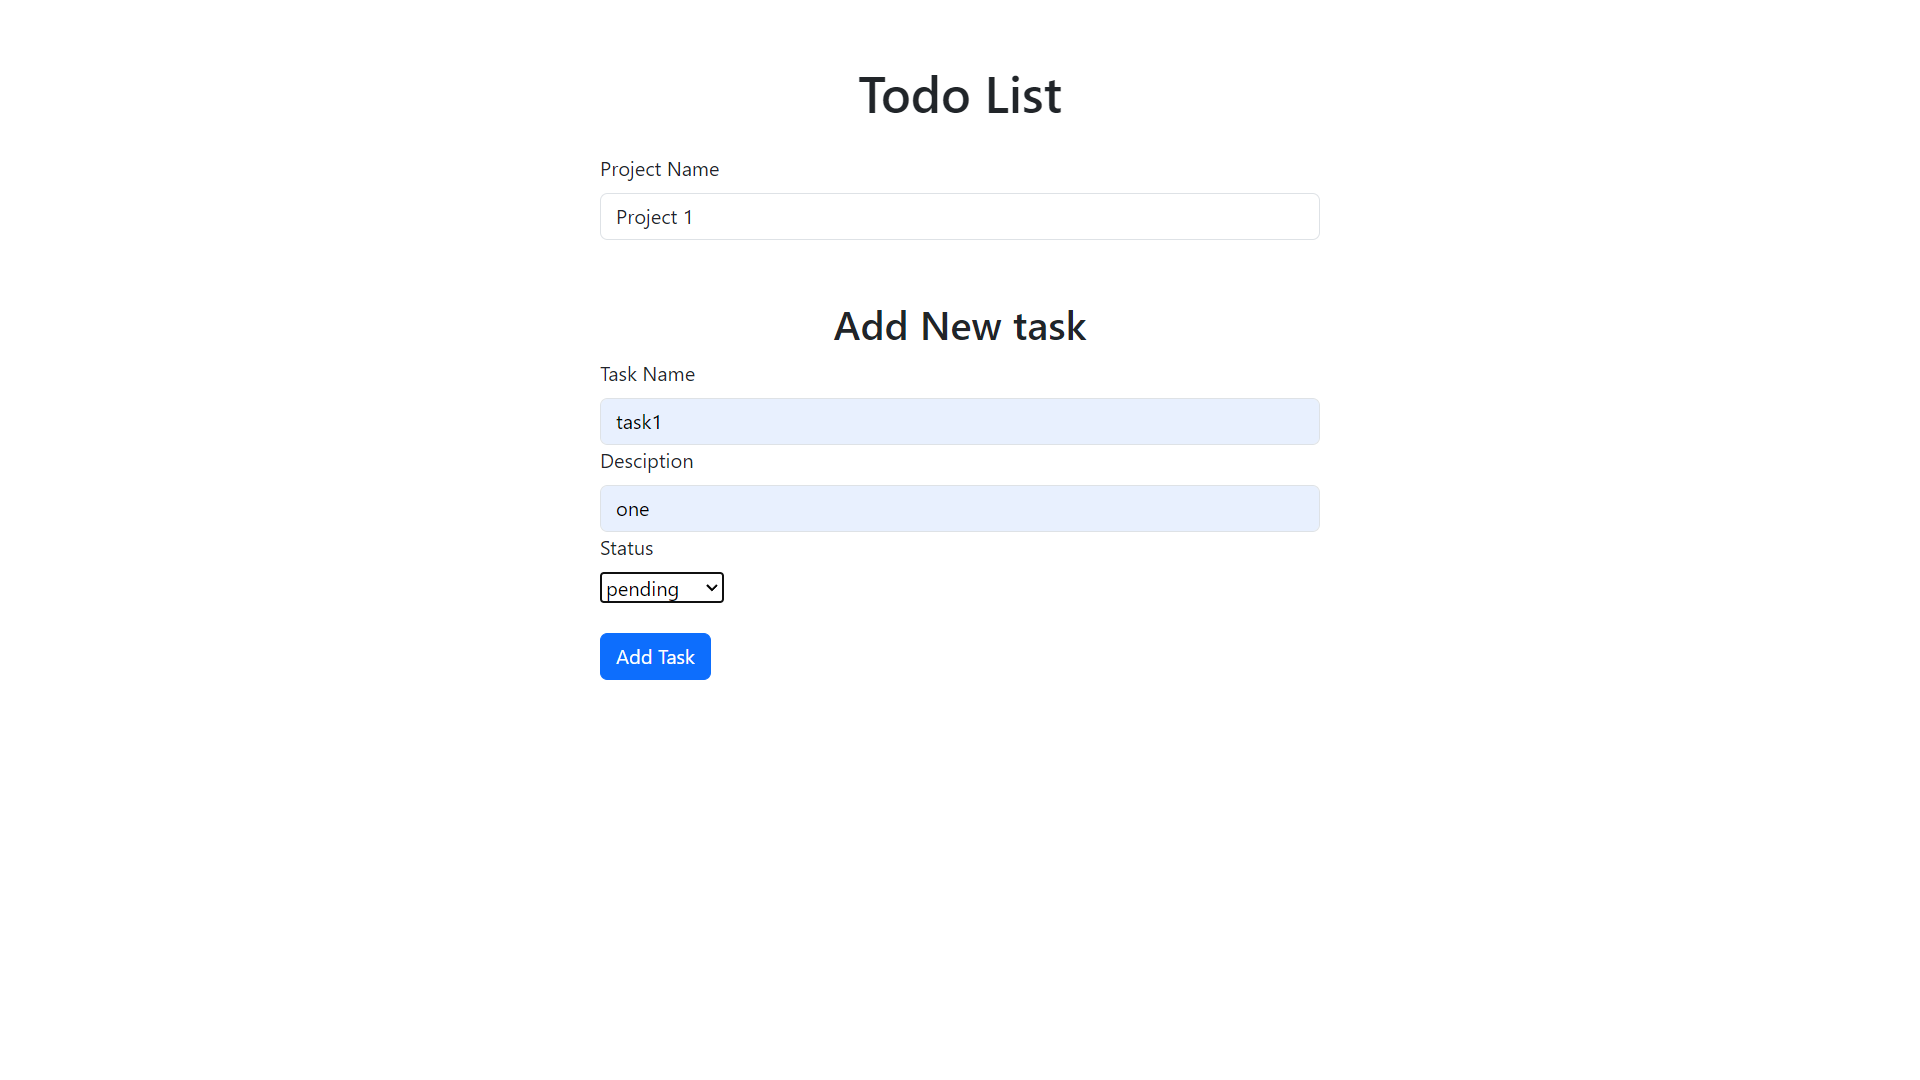 Todo List
Project Name
Project 1
Add New task
Task Name
task1
Desciption
one
Status
pending
Add Task